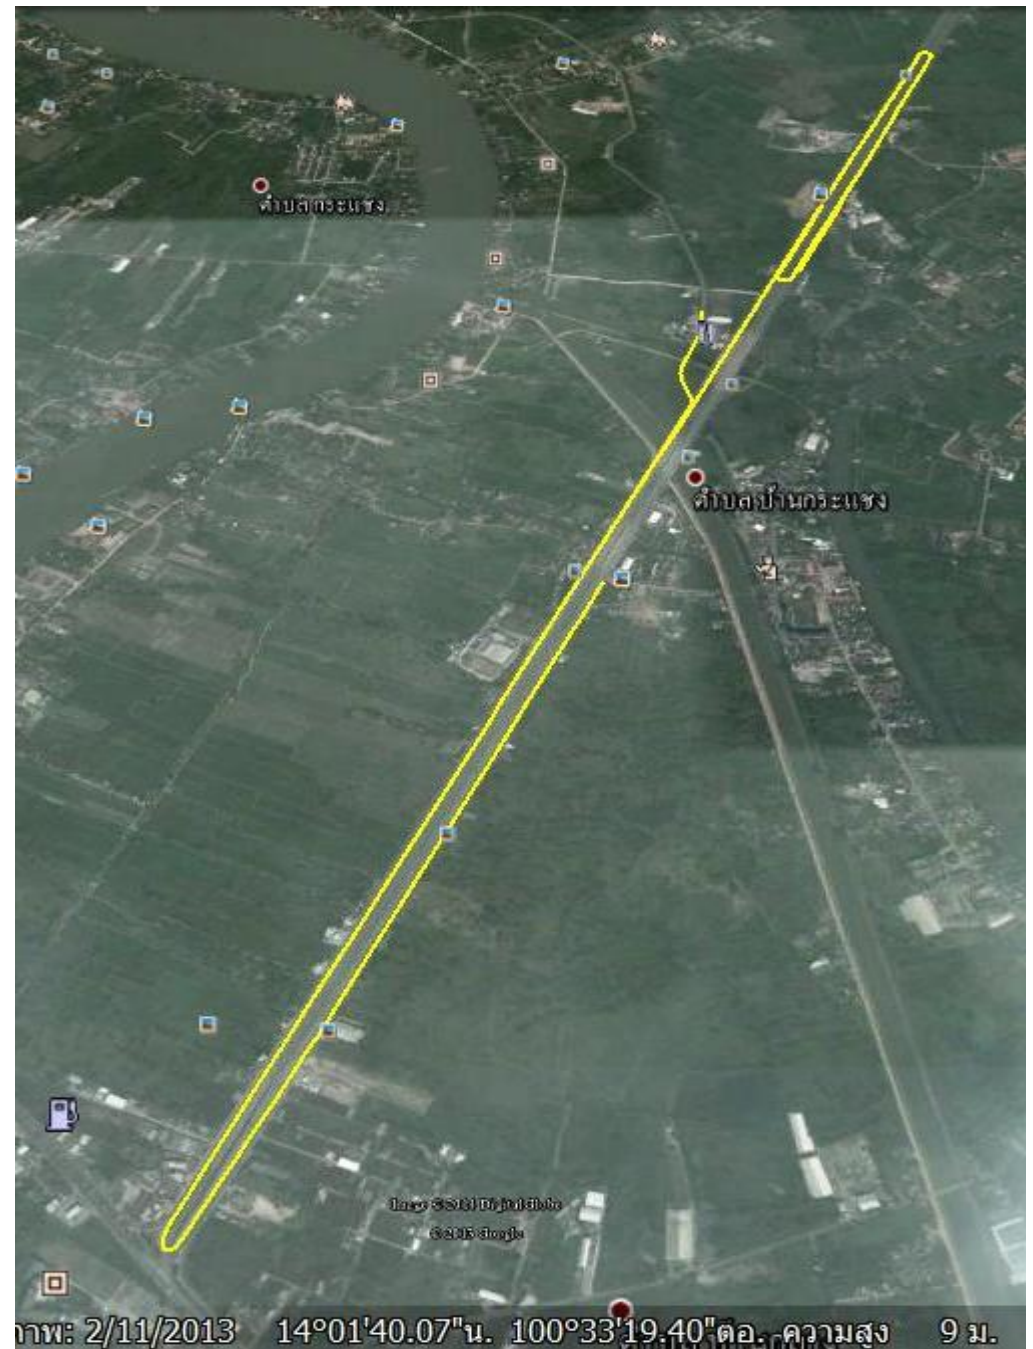 ตำบล กระแชง
ตำบล บ้านกระแชง
Image © 2014 DigitalGlobe
© 2013 Google
าาพ: 2/11/2013 14°01'40.07"น. 100°33'19.40"ตอ. ความสูง 9 ม.